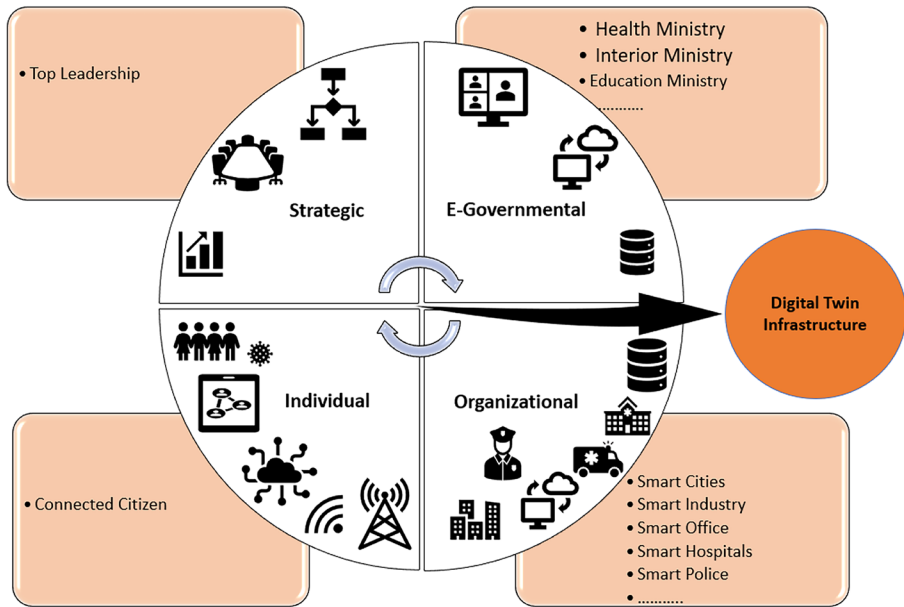 • Top Leadership
• Health Ministry
• Interior Ministry
• Education Ministry
............
Strategic
E-Governmental
Digital Twin
Infrastructure
Individual
Organizational
• Connected Citizen
• Smart Cities
• Smart Industry
• Smart Office
• Smart Hospitals
• Smart Police
• ...........